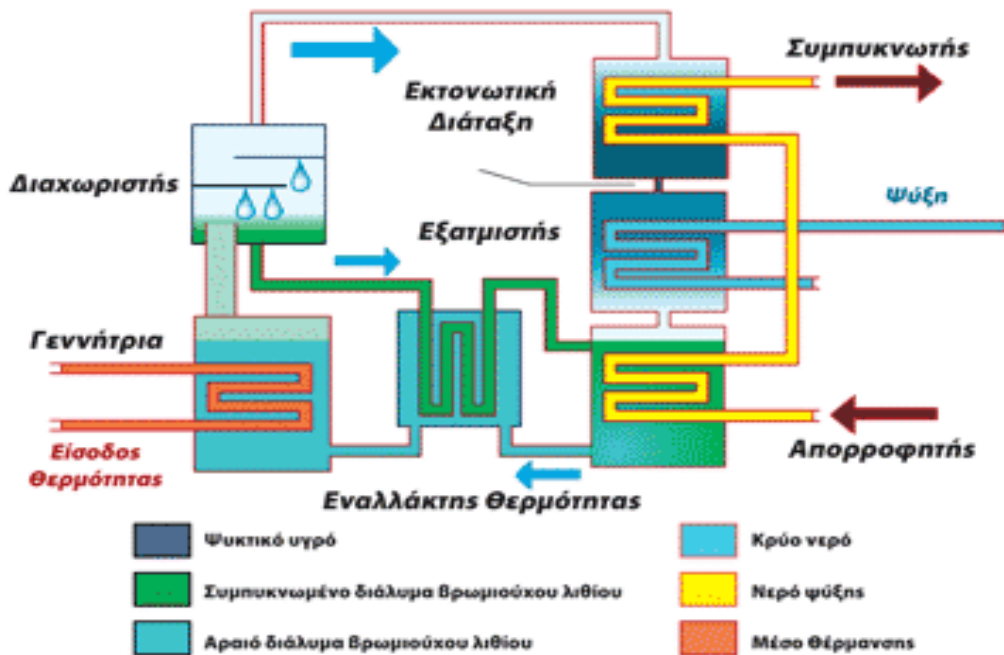 Συμπυκνωτής
Εκτονωτική
Διάταξη
Διαχωριστής
Ψύξη
Εξατμιστής
Γεννήτρια
Είσοδος
θερμότητας
Απορροφητής
Εναλλάκτης θερμότητας
Ψυκτικό υγρό
Κρύο νερό
Συμπυκνωμένο διάλυμα βρωμιούχου λιθίου
Νερό ψύξης
Αραιό διάλυμα βρωμιούχου λιθίου
Μέσο θέρμανσης